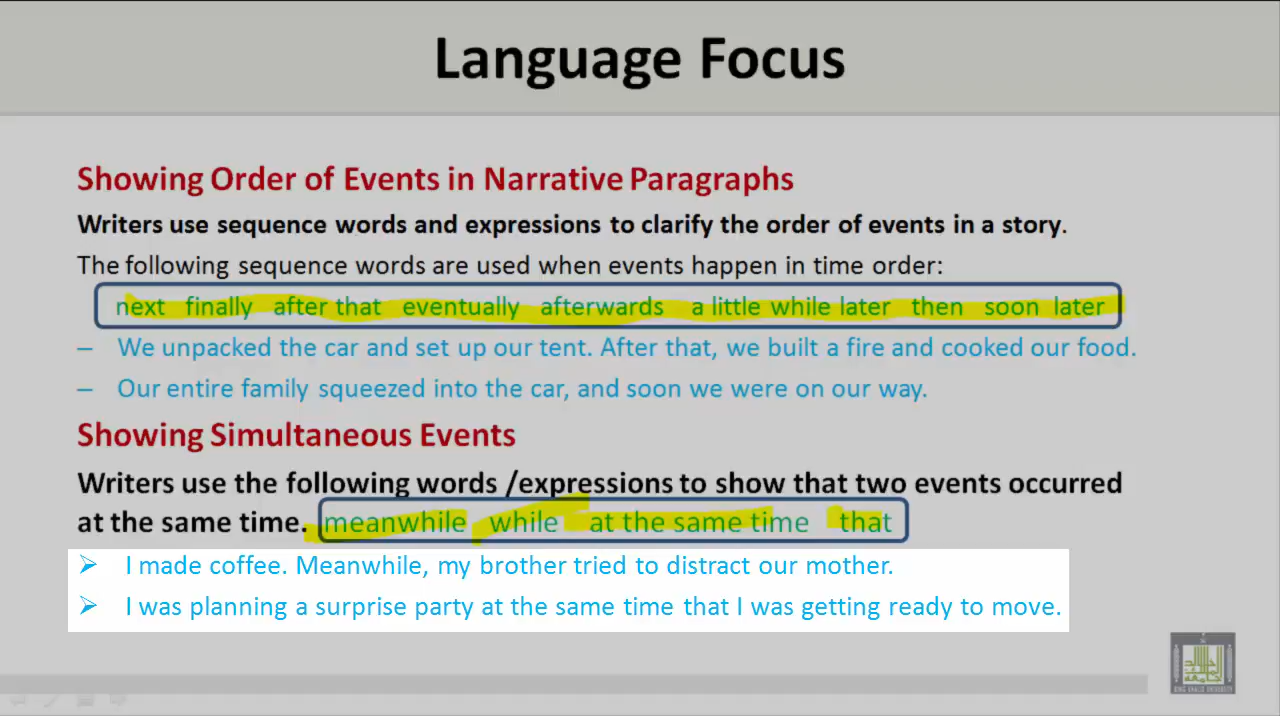 Language Focus
Showing Order of Events in Narrative Paragraphs
Writers use sequence words and expressions to clarify the order of events in a story.
The following sequence words are used when events happen in time order:
next finally after that eventually afterwards a little while later then soon later
– We unpacked the car and set up our tent. After that, we built a fire and cooked our food.
– Our entire family squeezed into the car, and soon we were on our way.
Showing Simultaneous Events
Writers use the following words /expressions to show that two events occurred
at the same time. meanwhile while at the same time that
➢ I made coffee. Meanwhile, my brother tried to distract our mother.
➢ I was planning a surprise party at the same time that I was getting ready to move.